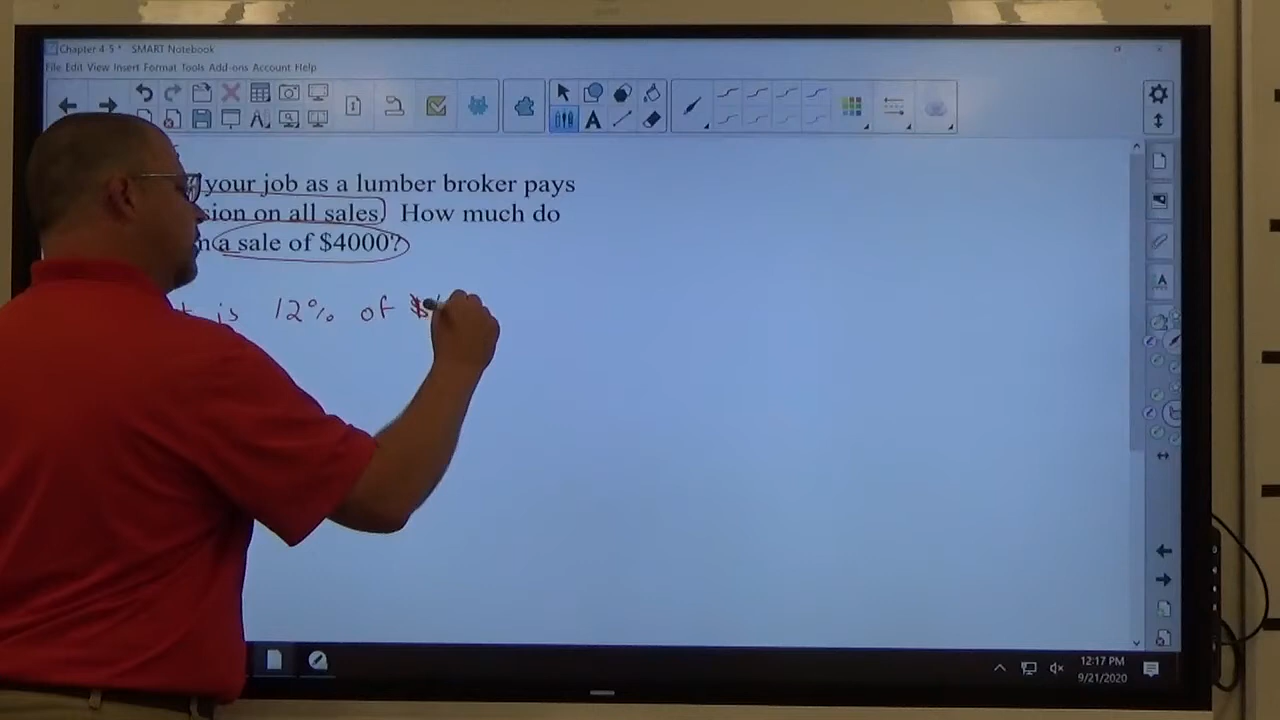 Chapter 4-5 * SMART Notebook
File Edit View Insert Format Tools Add-ons Account Help
your job as a lumber broker pays
sion on all sales. How much do
n a sale of $4000?
is 12% of $
12:17 PM
9/21/2020